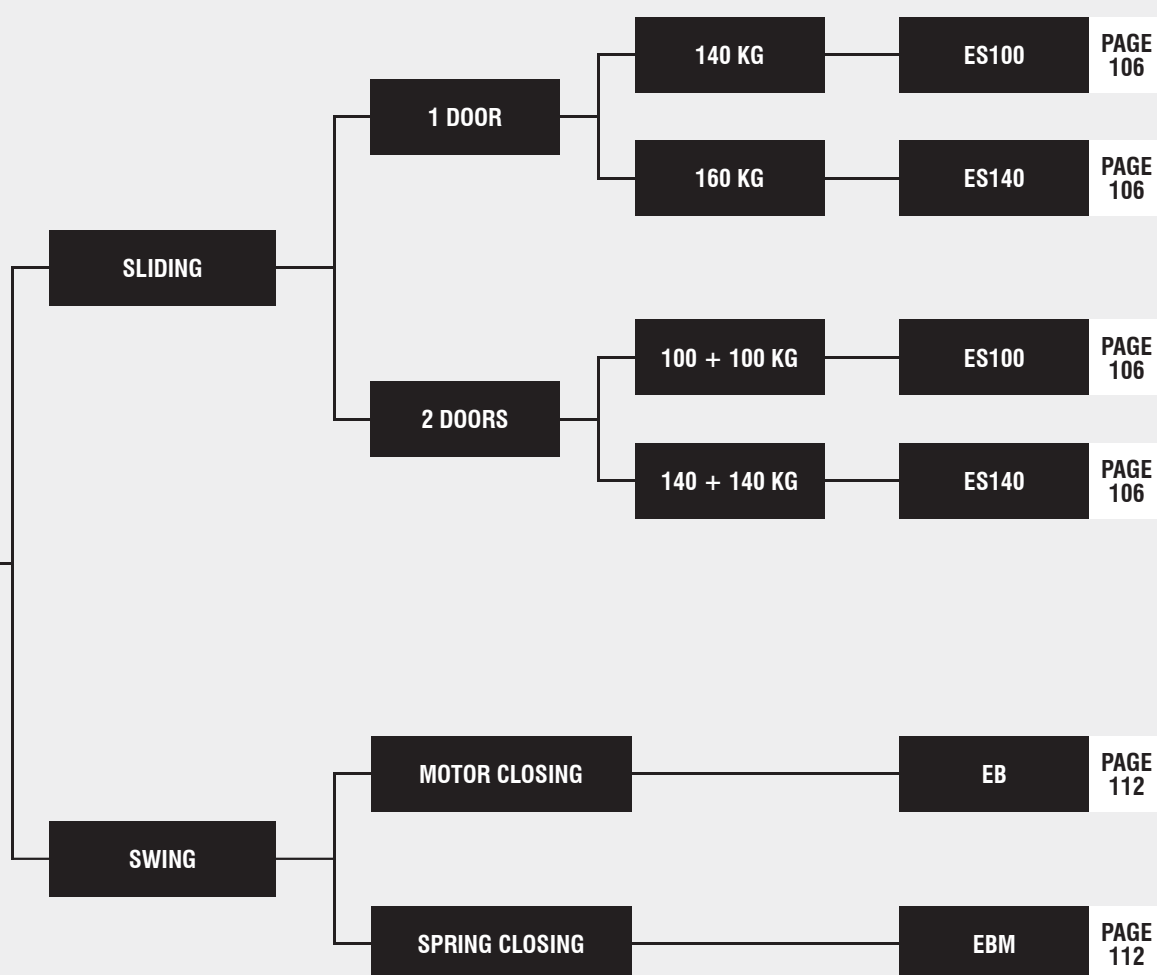 140 KG
ES100
PAGE
106
1 DOOR
160 KG
ES140
PAGE
106
SLIDING
100 + 100 KG
ES100
PAGE
106
2 DOORS
140 + 140 KG
ES140
PAGE
106
MOTOR CLOSING
EB
PAGE
112
SWING
SPRING CLOSING
EBM
PAGE
112